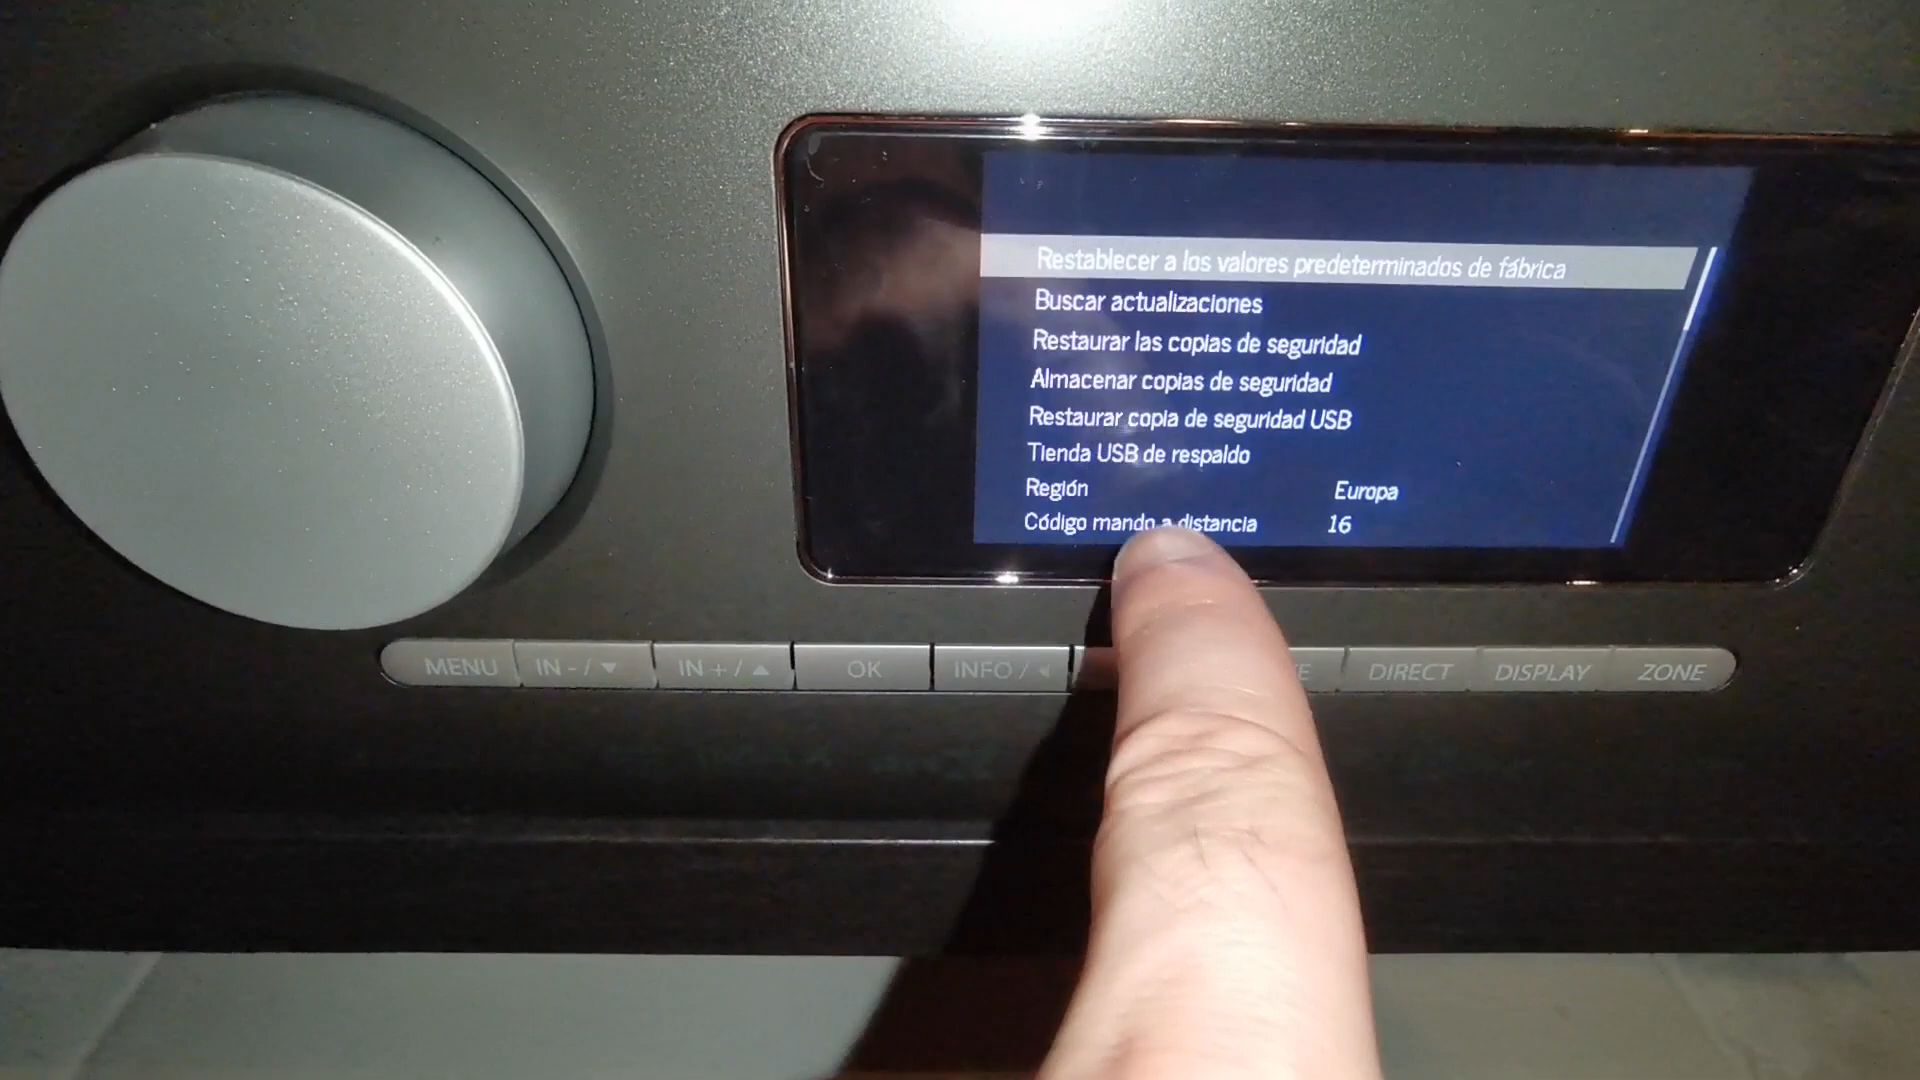 Restablecer a los valores predeterminados de fábrica
Buscar actualizaciones
Restaurar las copias de seguridad
Almacenar copias de seguridad
Restaurar copia de seguridad USB
Tienda USB de respaldo
Región Europa
Código mando a distancia 16
MENU IN - / ▼ IN + / ▲ OK INFO / ◀ DIRECT DISPLAY ZONE